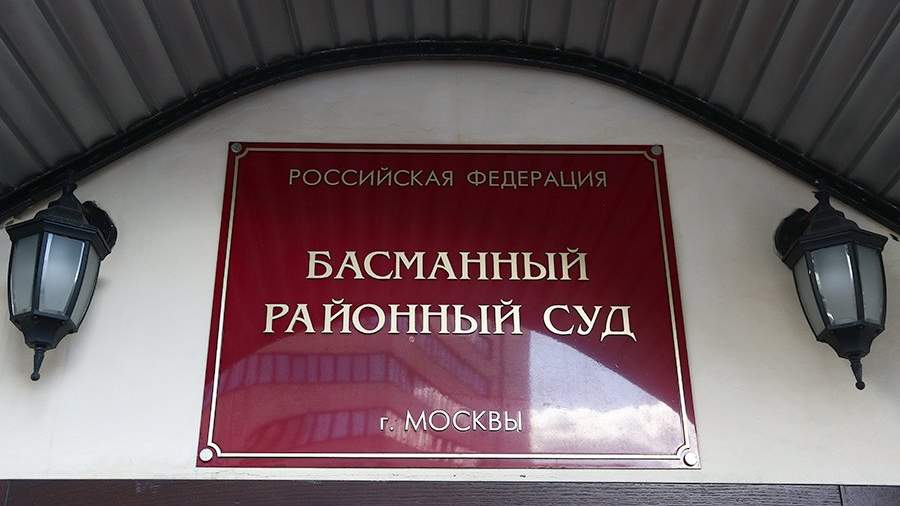 РОССИЙСКАЯ ФЕДЕРАЦИЯ
БАСМАННЫЙ
РАЙОННЫЙ СУД
г. МОСКВЫ